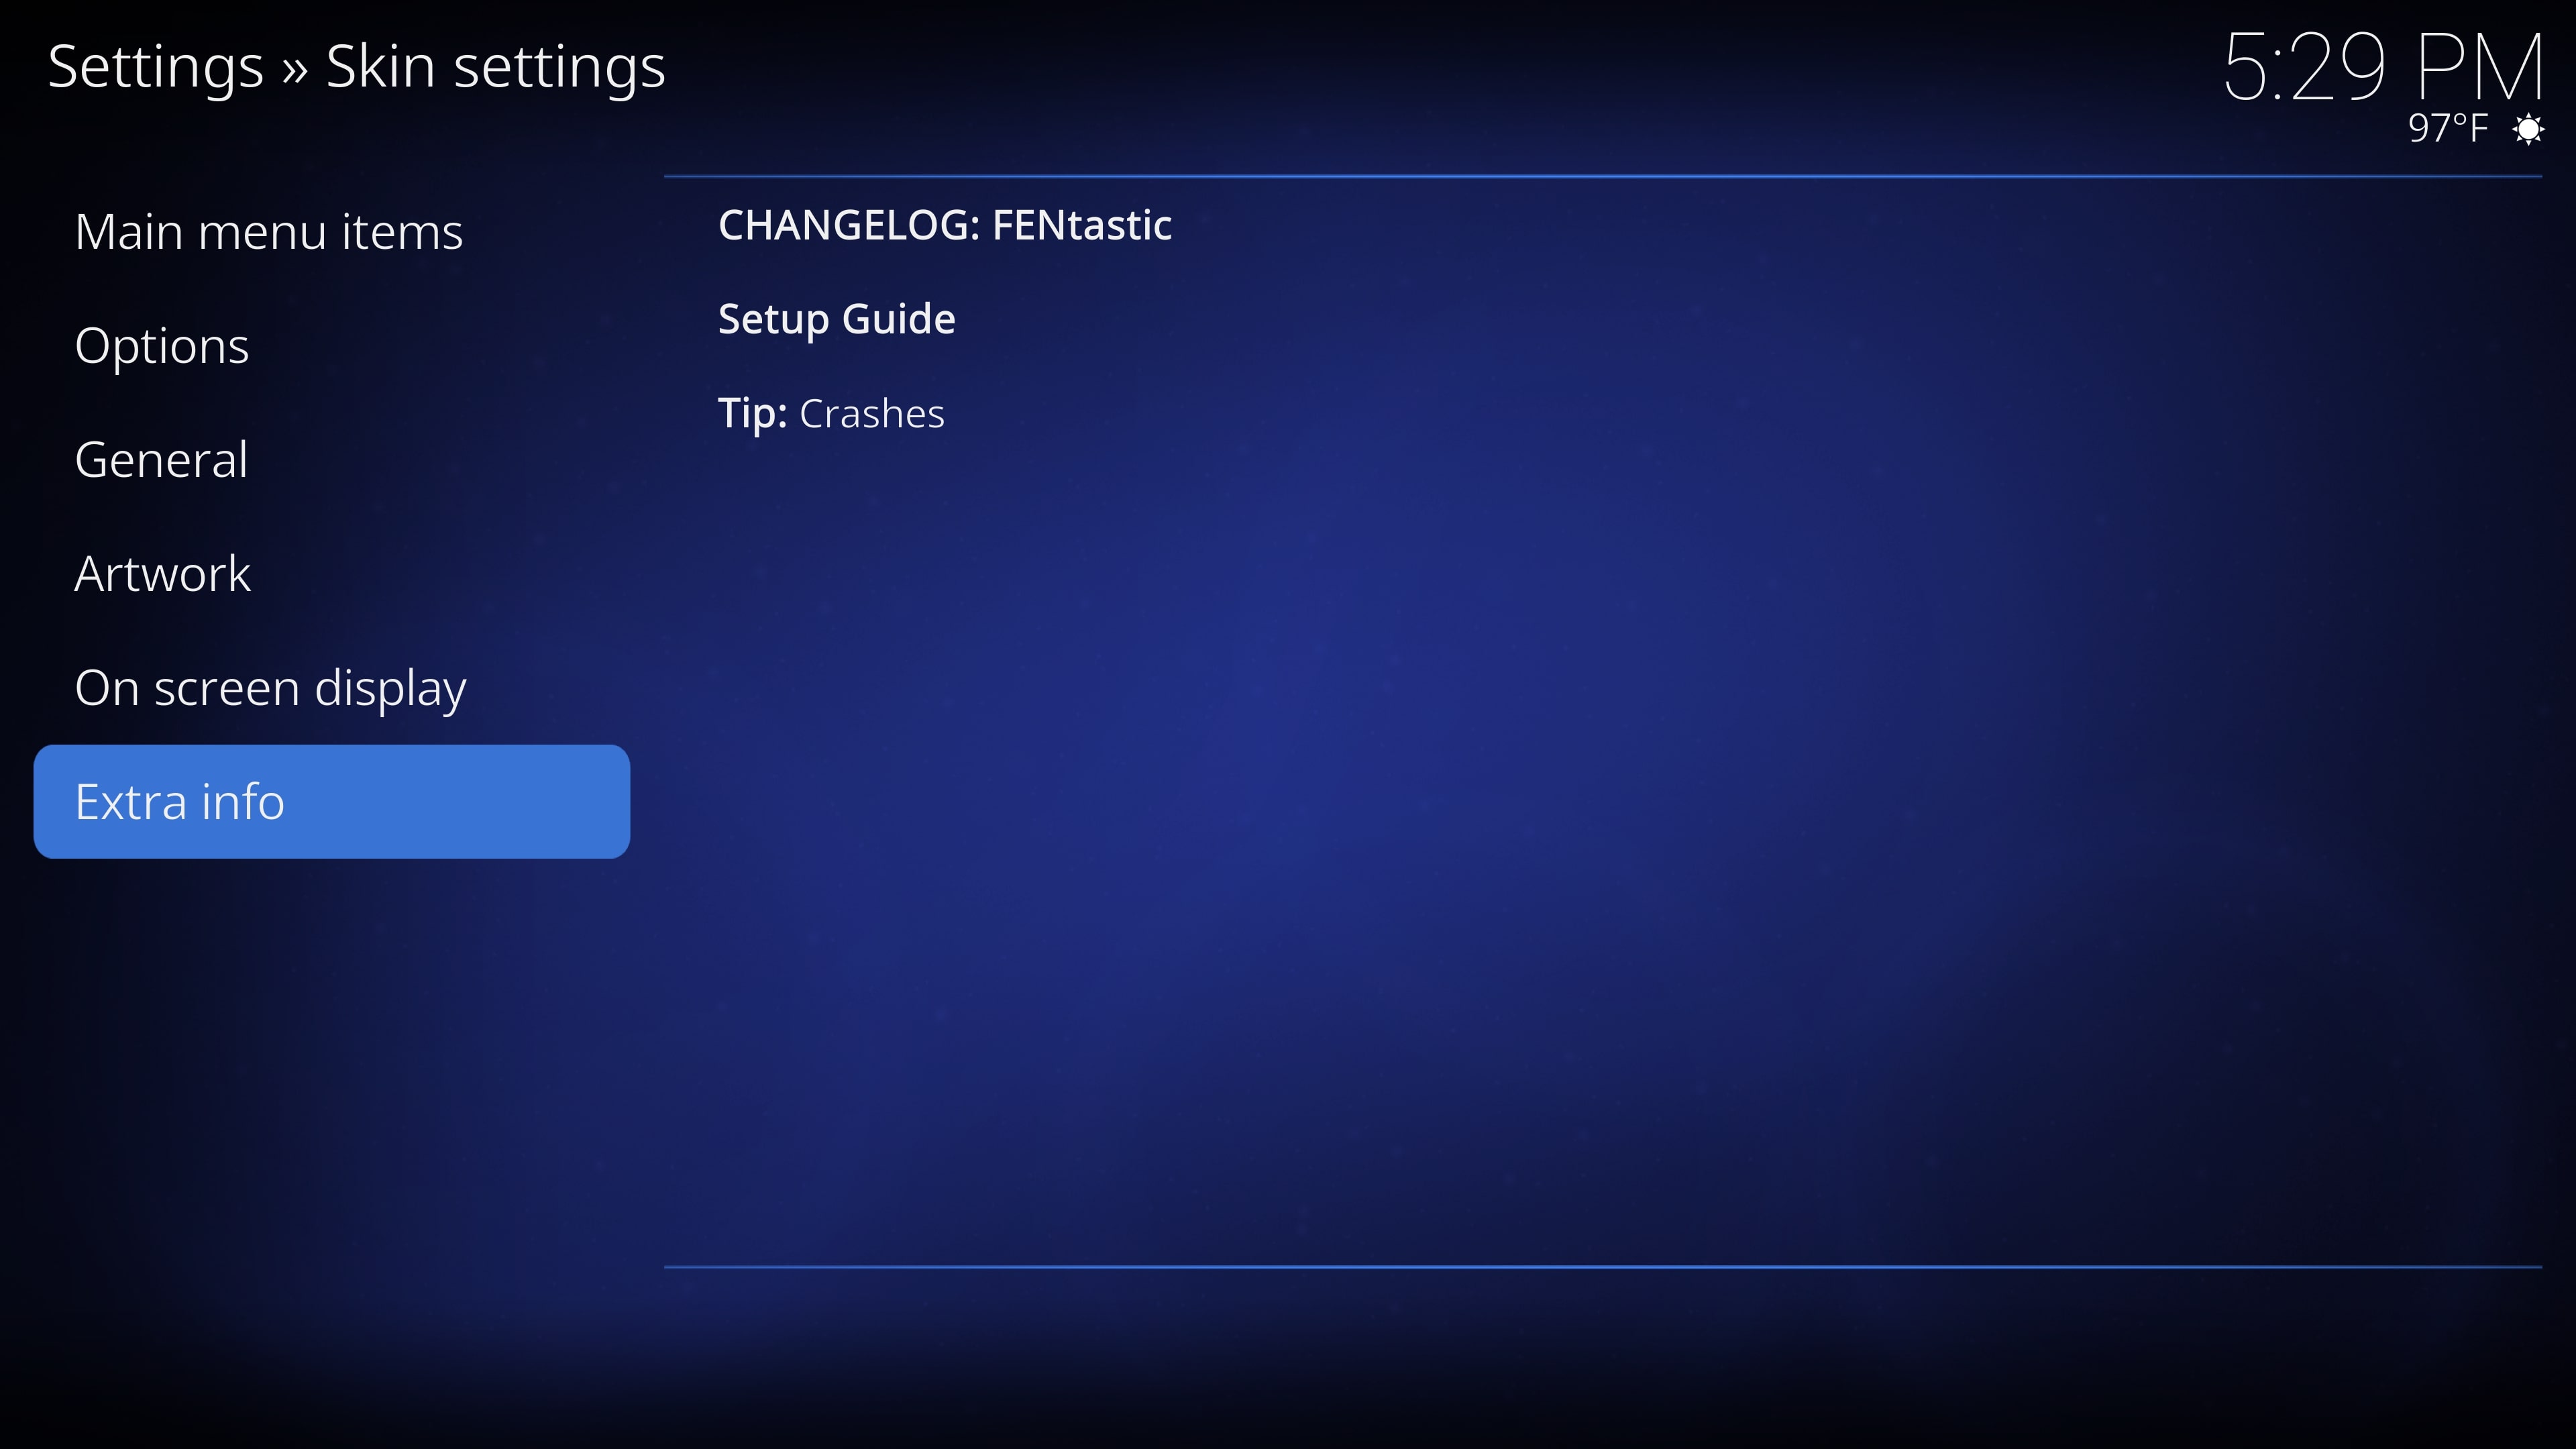 Settings » Skin settings
5:29 PM
97°F
Main menu items
Options
General
Artwork
On screen display
Extra info
CHANGELOG: FENtastic
Setup Guide
Tip: Crashes